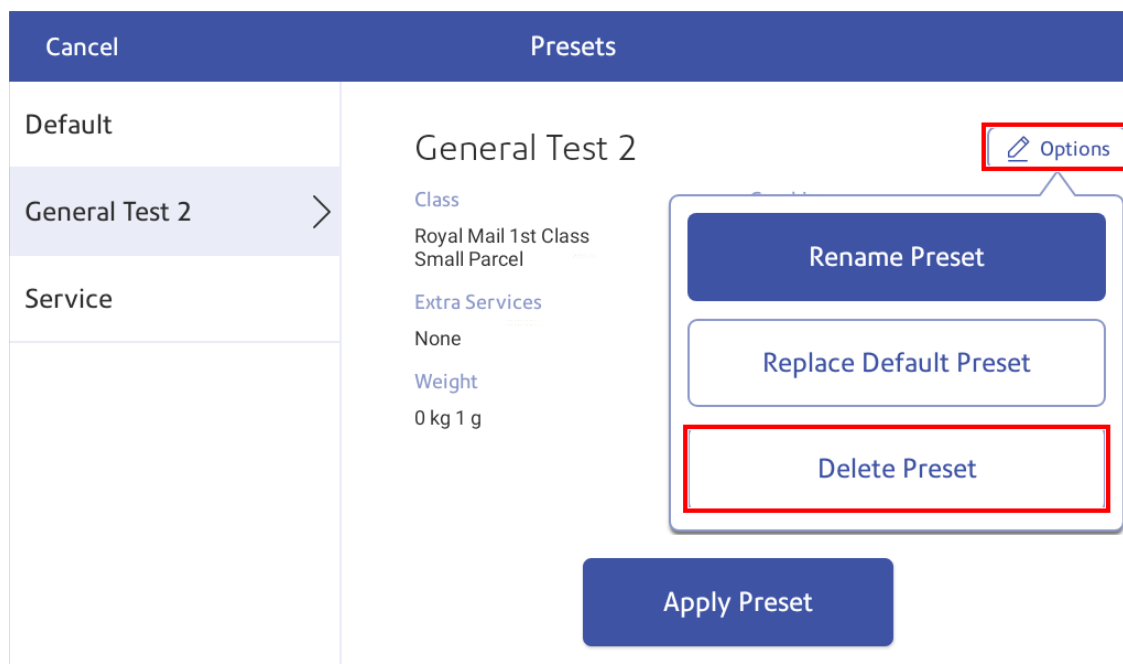 Cancel
Presets
Default
General Test 2
Service
General Test 2
Options
Class
Royal Mail 1st Class
Small Parcel
Extra Services
None
Weight
0 kg 1 g
Rename Preset
Replace Default Preset
Delete Preset
Apply Preset